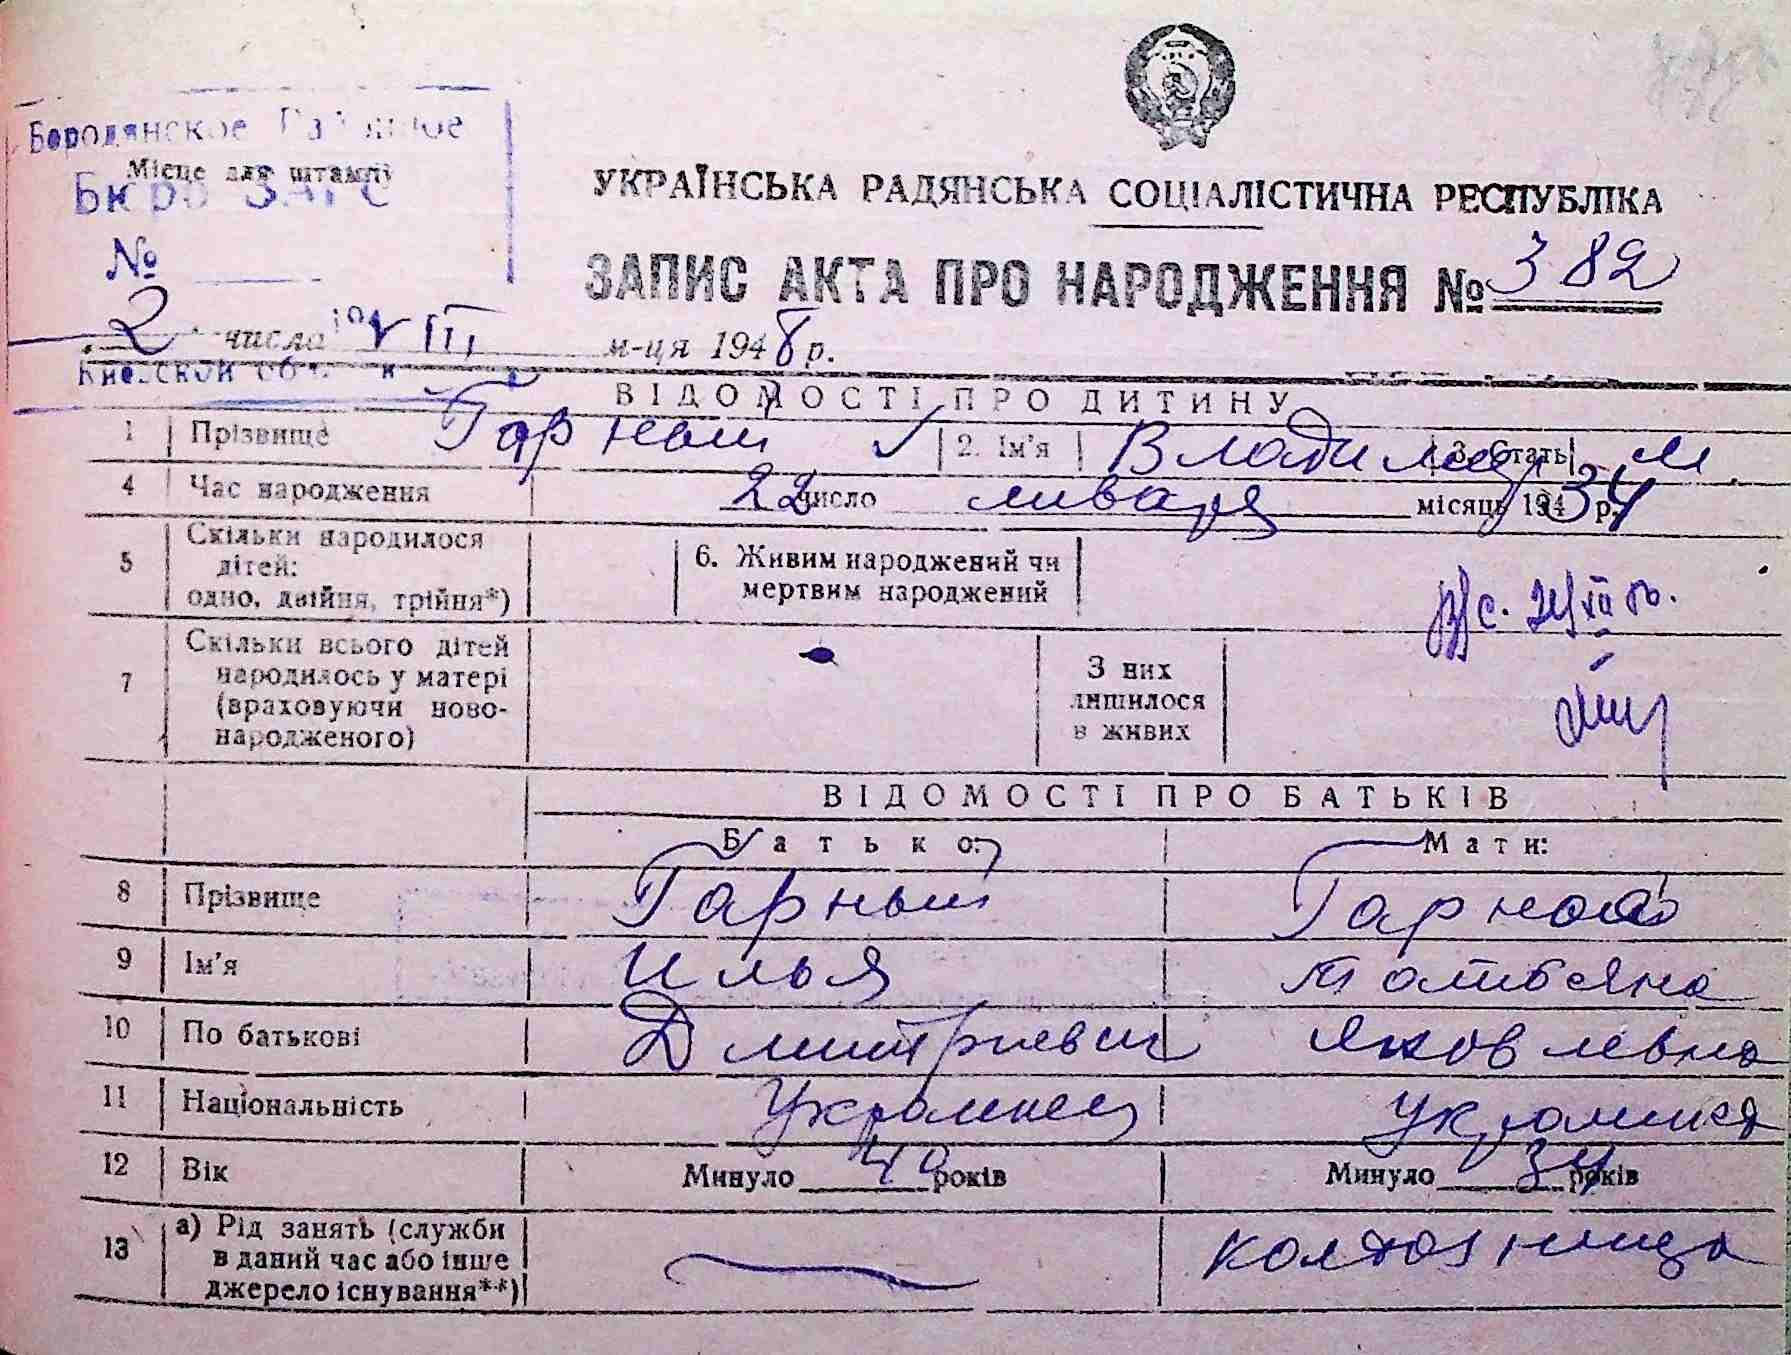 Бородянское Районное
Місце для штампу
Бюро ЗАГС
№
УКРАЇНСЬКА РАДЯНСЬКА СОЦІАЛІСТИЧНА РЕСПУБЛІКА
ЗАПИС АКТА ПРО НАРОДЖЕННЯ № 382
2 числа III м-ця 1948 р.
Киевской обл.
ВІДОМОСТІ ПРО ДИТИНУ
1 Прізвище Гарный 2. Ім'я Владимир 3. Стать м
4 Час народження 22 число января місяць 1934 р.
5 Скільки народилося дітей: одно, двійня, трійня*) 6. Живим народжений чи мертвим народжений
7 Скільки всього дітей народилось у матері (враховуючи ново-народженого) З них лишилося в живих
ВІДОМОСТІ ПРО БАТЬКІВ
Батько: Мати:
8 Прізвище Гарный Гарная
9 Ім'я Илья Татьяна
10 По батькові Дмитриевич Яковлевна
11 Національність Украинец Украинка
12 Вік Минуло 40 років Минуло 34 років
13 а) Рід занять (служби в даний час або інше джерело існування**) колхозница